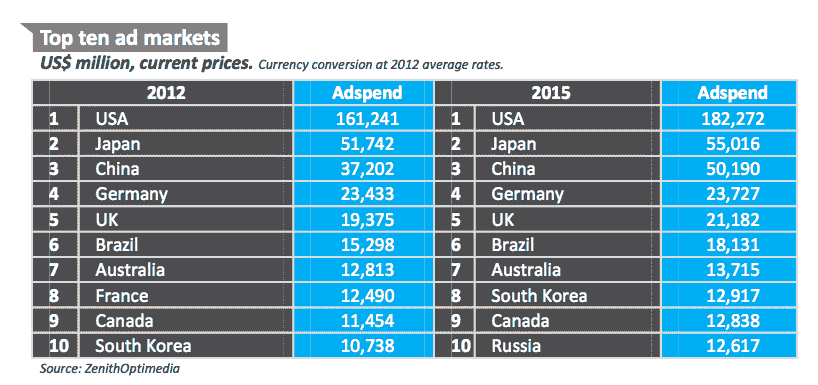 Top ten ad markets
US$ million, current prices. Currency conversion at 2012 average rates.
2012 Adspend 2015 Adspend
1 USA 161,241 1 USA 182,272
2 Japan 51,742 2 Japan 55,016
3 China 37,202 3 China 50,190
4 Germany 23,433 4 Germany 23,727
5 UK 19,375 5 UK 21,182
6 Brazil 15,298 6 Brazil 18,131
7 Australia 12,813 7 Australia 13,715
8 France 12,490 8 South Korea 12,917
9 Canada 11,454 9 Canada 12,838
10 South Korea 10,738 10 Russia 12,617
Source: ZenithOptimedia